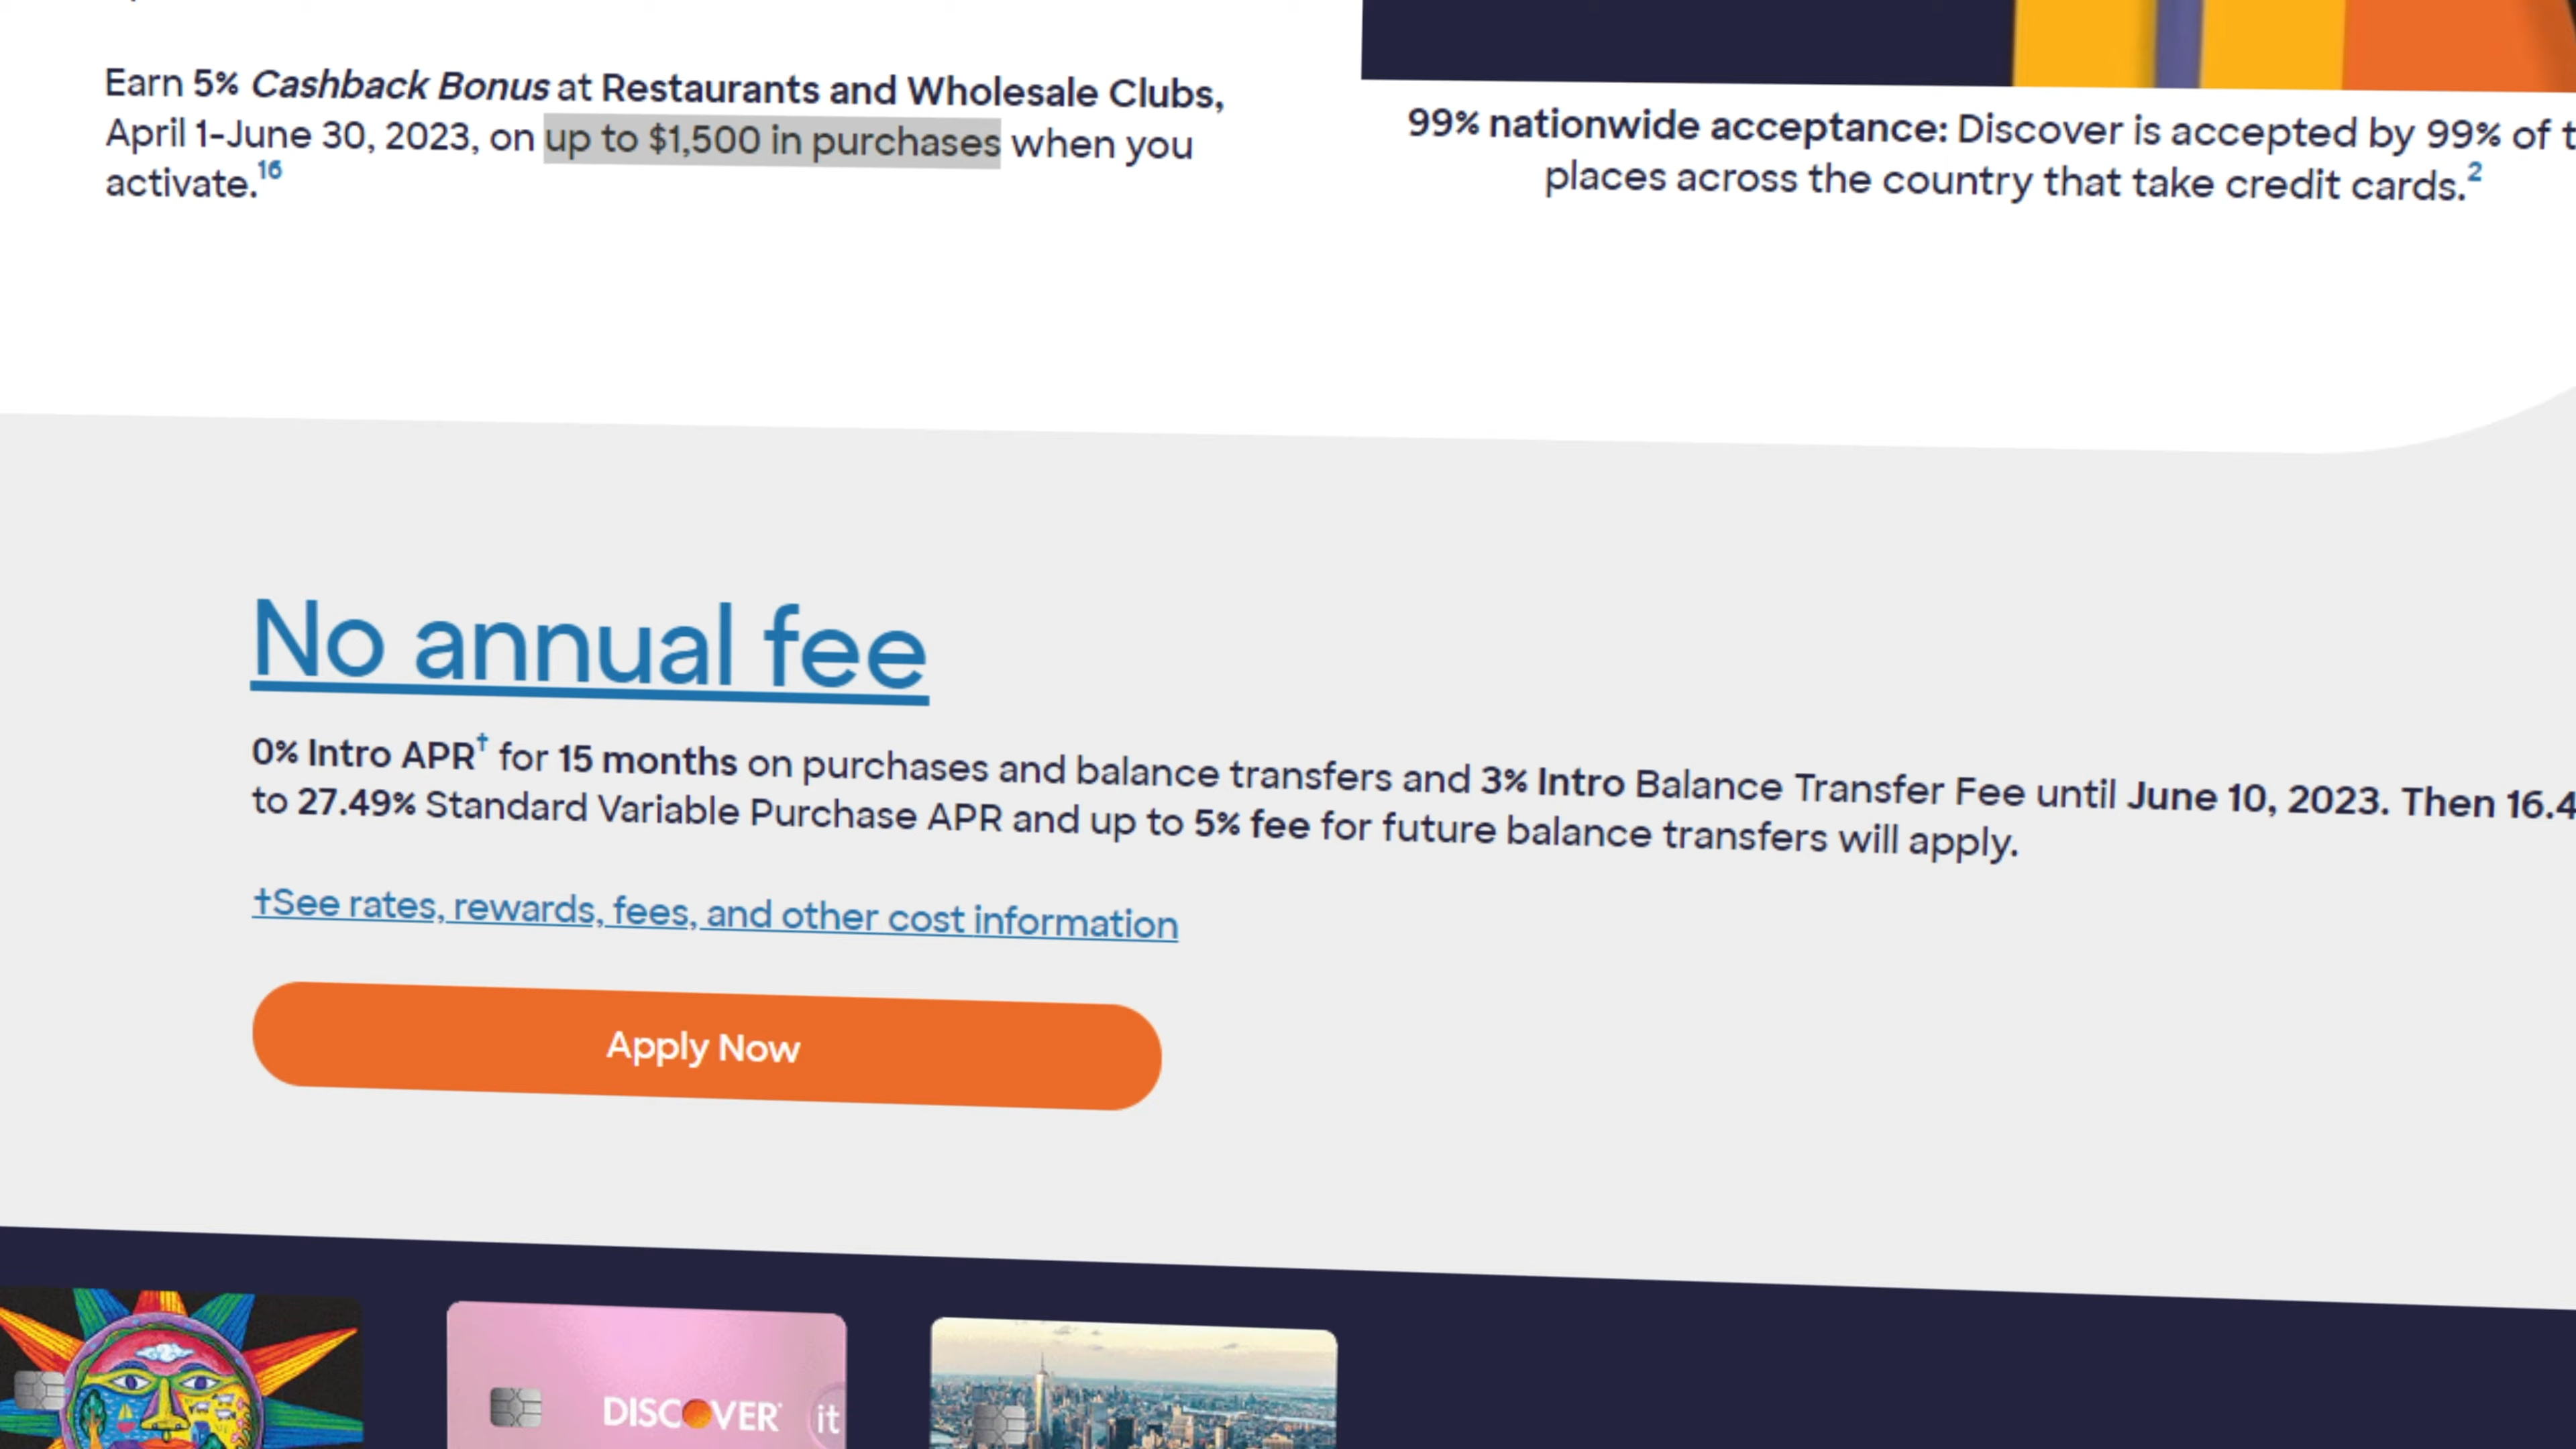 Earn 5% Cashback Bonus at Restaurants and Wholesale Clubs,
April 1-June 30, 2023, on up to $1,500 in purchases when you
activate.16
99% nationwide acceptance: Discover is accepted by 99% of
places across the country that take credit cards.2
No annual fee
0% Intro APR† for 15 months on purchases and balance transfers and 3% Intro Balance Transfer Fee until June 10, 2023. Then
to 27.49% Standard Variable Purchase APR and up to 5% fee for future balance transfers will apply.
†See rates, rewards, fees, and other cost information
Apply Now
DISCOVER it